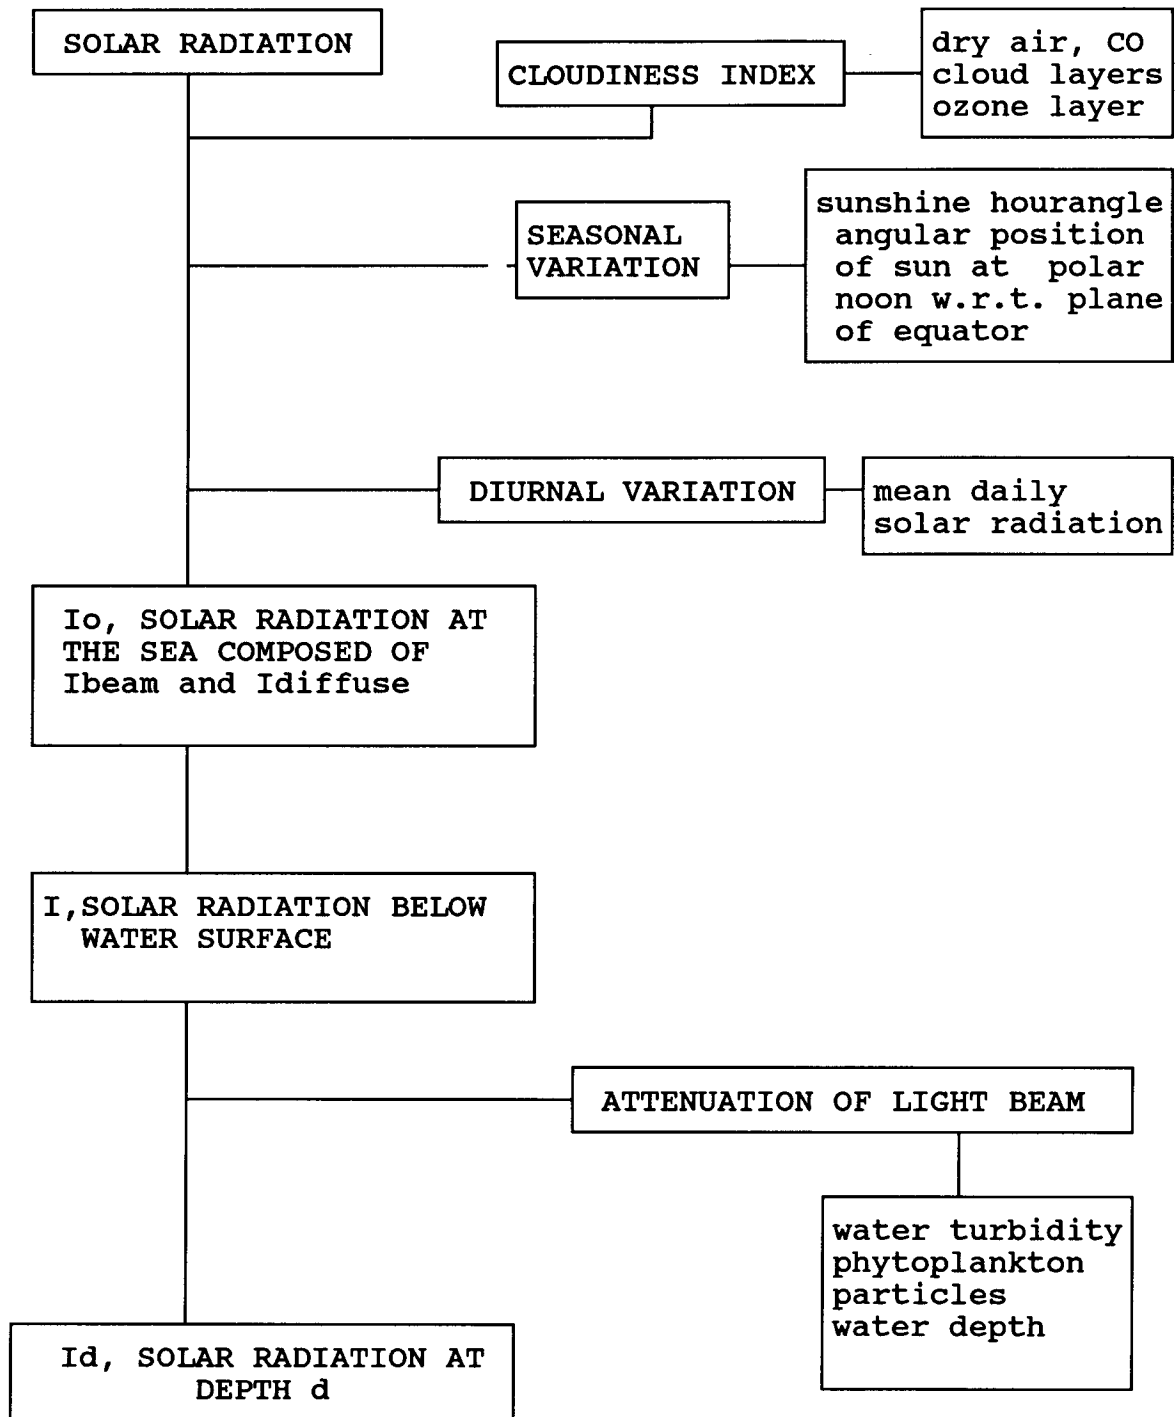 SOLAR RADIATION
CLOUDINESS INDEX
dry air, CO
cloud layers
ozone layer
SEASONAL
VARIATION
sunshine hourangle
angular position
of sun at polar
noon w.r.t. plane
of equator
DIURNAL VARIATION
mean daily
solar radiation
Io, SOLAR RADIATION AT
THE SEA COMPOSED OF
Ibeam and Idiffuse
I,SOLAR RADIATION BELOW
WATER SURFACE
ATTENUATION OF LIGHT BEAM
water turbidity
phytoplankton
particles
water depth
Id, SOLAR RADIATION AT
DEPTH d